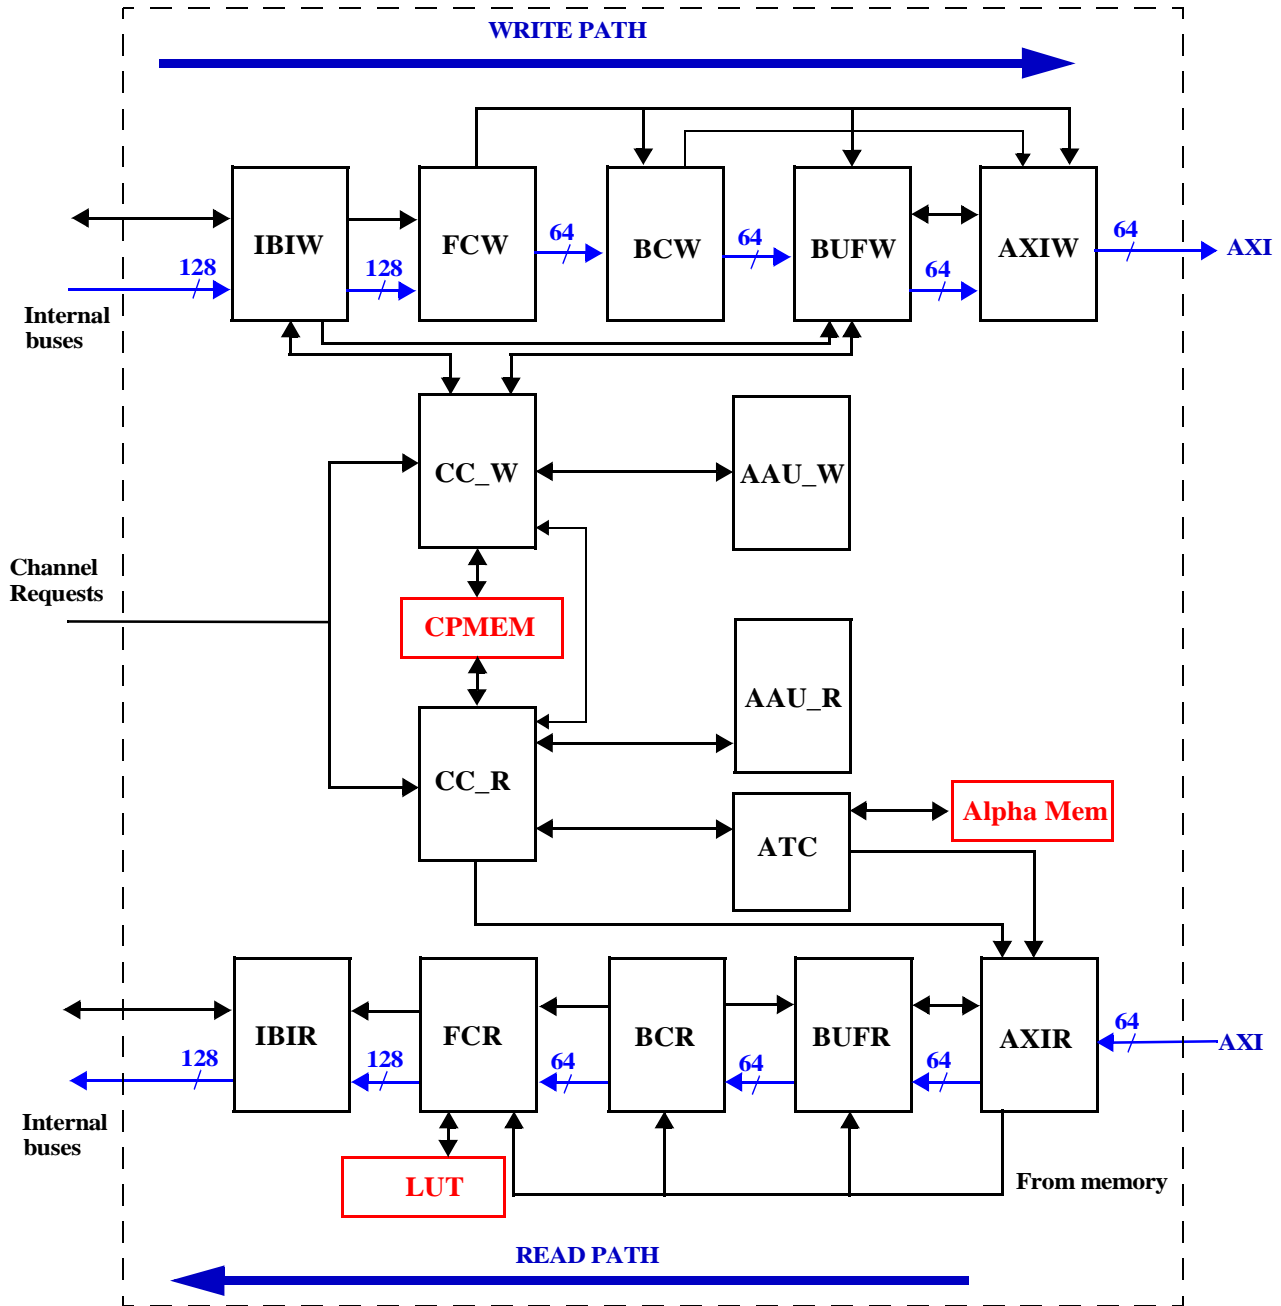 WRITE PATH
IBIW
FCW
BCW
BUFW
AXIW
64
64
64
64
128
128
AXI
Internal
buses
CC_W
AAU_W
Channel
Requests
CPMEM
AAU_R
CC_R
Alpha Mem
ATC
IBIR
FCR
BCR
BUFR
AXIR
64
AXI
128
128
64
64
64
Internal
buses
LUT
From memory
READ PATH